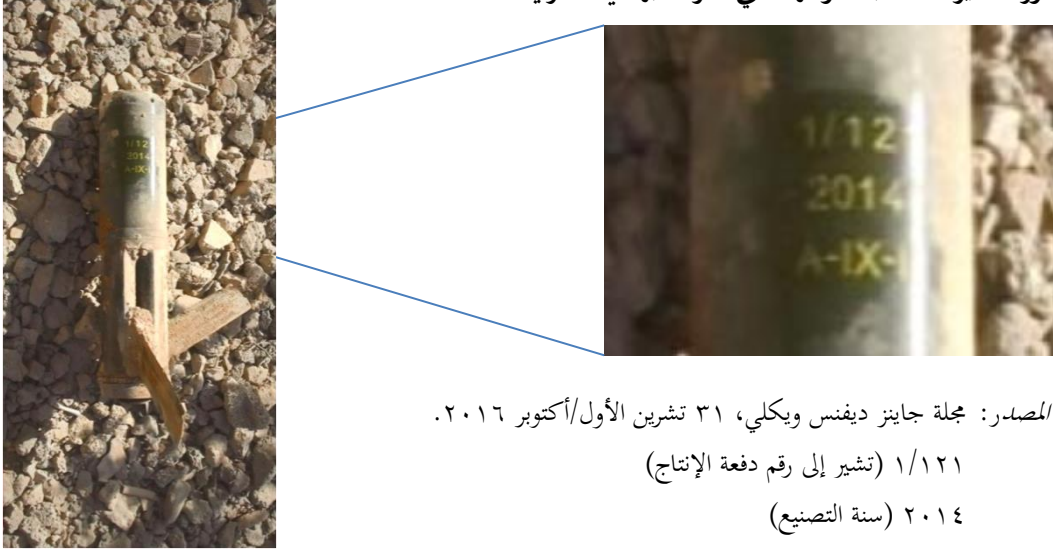 1/12
2014
A-IX-
1/121
2014
A-IX-
المصدر: مجلة جاينز ديفنس ويكلي، ٣١ تشرين الأول/أكتوبر ٢٠١٦.
١/١٢١ (تشير إلى رقم دفعة الإنتاج)
٢٠١٤ (سنة التصنيع)